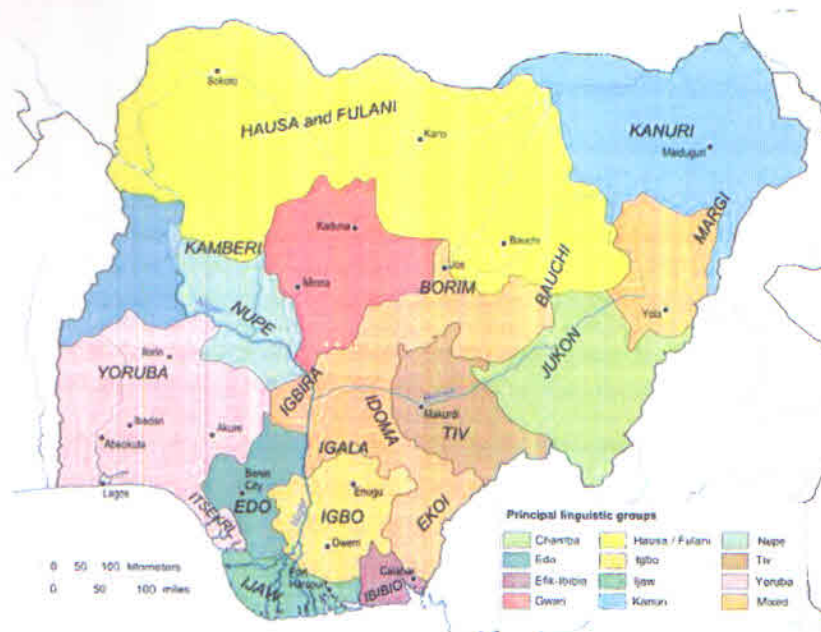 Sokoto
HAUSA and FULANI
Kano
KANURI
Maiduguri
MARGI
Kaduna
KAMBERI
Bauchi
Jos
BAUCHI
BORIM
Minna
NUPE
Yola
JUKON
Ilorin
YORUBA
IGBIRA
IDOMA
Makurdi
TIV
Ibadan
Akure
Abeokuta
IGALA
Benin
City
EDO
Enugu
Lagos
ITSEKRI
IGBO
EKOI
Owerri
Port
Harcourt
Calabar
IJAW
IBIBIO
0 50 100 kilometers
0 50 100 miles
Principal linguistic groups
Chamba
Edo
Efik-Ibibio
Gwari
Hausa / Fulani
Igbo
Ijaw
Kanuri
Nupe
Tiv
Yoruba
Mixed